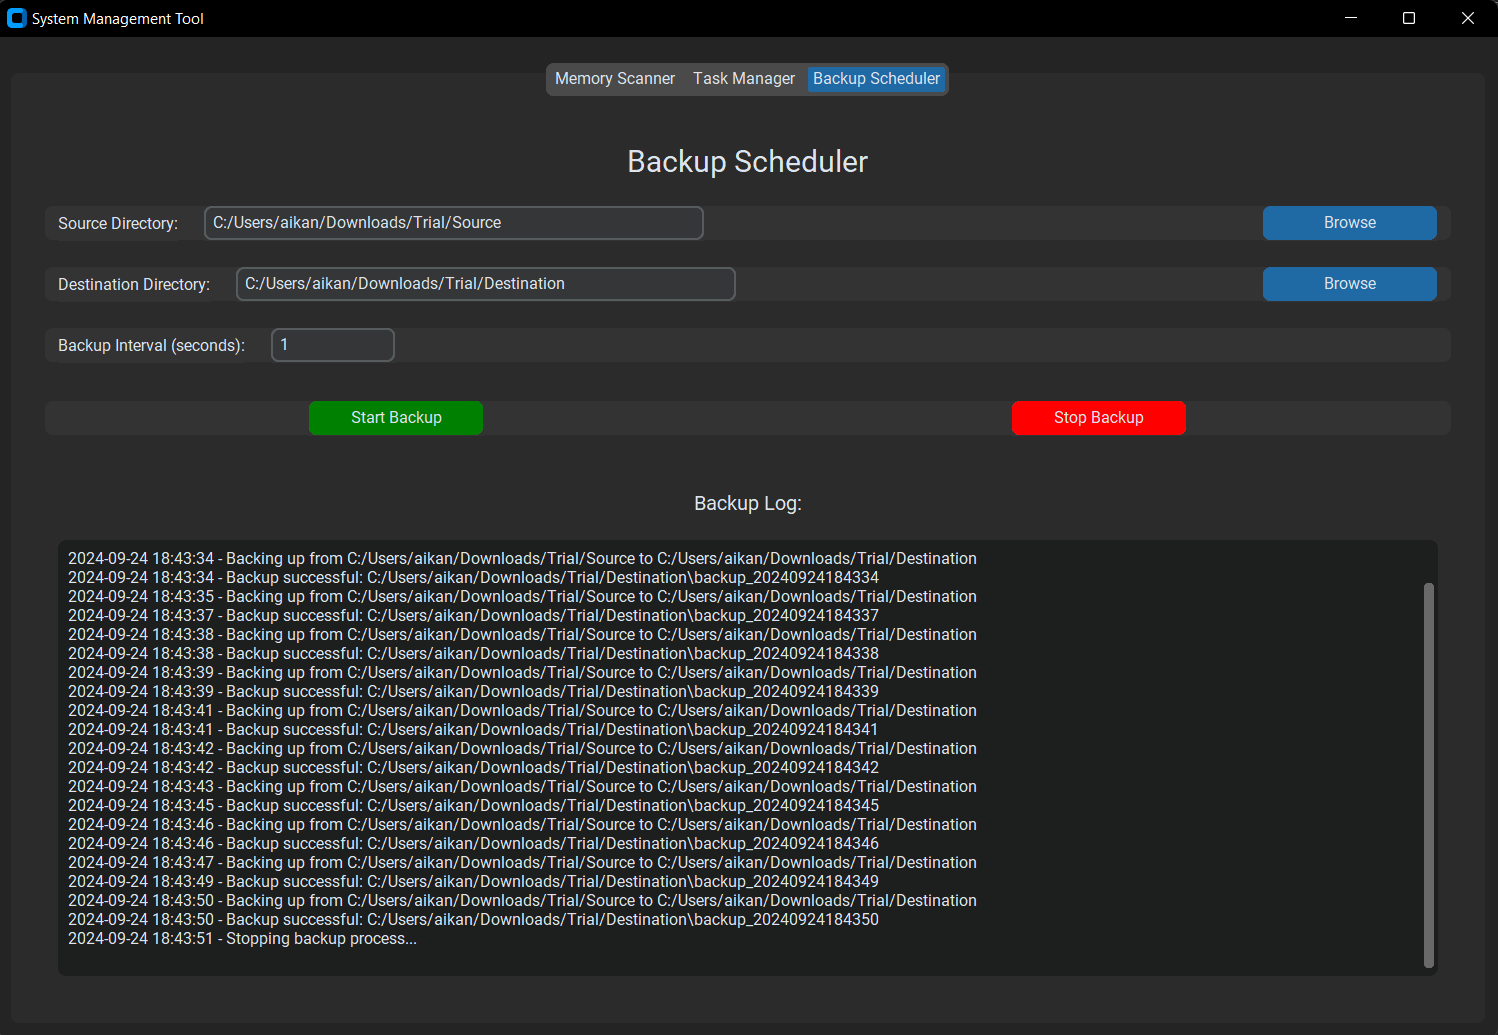 System Management Tool
Memory Scanner Task Manager Backup Scheduler
Backup Scheduler
Source Directory: C:/Users/aikan/Downloads/Trial/Source Browse
Destination Directory: C:/Users/aikan/Downloads/Trial/Destination Browse
Backup Interval (seconds): 1
Start Backup Stop Backup
Backup Log:
2024-09-24 18:43:34 - Backing up from C:/Users/aikan/Downloads/Trial/Source to C:/Users/aikan/Downloads/Trial/Destination
2024-09-24 18:43:34 - Backup successful: C:/Users/aikan/Downloads/Trial/Destination\backup_20240924184334
2024-09-24 18:43:35 - Backing up from C:/Users/aikan/Downloads/Trial/Source to C:/Users/aikan/Downloads/Trial/Destination
2024-09-24 18:43:37 - Backup successful: C:/Users/aikan/Downloads/Trial/Destination\backup_20240924184337
2024-09-24 18:43:38 - Backing up from C:/Users/aikan/Downloads/Trial/Source to C:/Users/aikan/Downloads/Trial/Destination
2024-09-24 18:43:38 - Backup successful: C:/Users/aikan/Downloads/Trial/Destination\backup_20240924184338
2024-09-24 18:43:39 - Backing up from C:/Users/aikan/Downloads/Trial/Source to C:/Users/aikan/Downloads/Trial/Destination
2024-09-24 18:43:39 - Backup successful: C:/Users/aikan/Downloads/Trial/Destination\backup_20240924184339
2024-09-24 18:43:41 - Backing up from C:/Users/aikan/Downloads/Trial/Source to C:/Users/aikan/Downloads/Trial/Destination
2024-09-24 18:43:41 - Backup successful: C:/Users/aikan/Downloads/Trial/Destination\backup_20240924184341
2024-09-24 18:43:42 - Backing up from C:/Users/aikan/Downloads/Trial/Source to C:/Users/aikan/Downloads/Trial/Destination
2024-09-24 18:43:42 - Backup successful: C:/Users/aikan/Downloads/Trial/Destination\backup_20240924184342
2024-09-24 18:43:43 - Backing up from C:/Users/aikan/Downloads/Trial/Source to C:/Users/aikan/Downloads/Trial/Destination
2024-09-24 18:43:45 - Backup successful: C:/Users/aikan/Downloads/Trial/Destination\backup_20240924184345
2024-09-24 18:43:46 - Backing up from C:/Users/aikan/Downloads/Trial/Source to C:/Users/aikan/Downloads/Trial/Destination
2024-09-24 18:43:46 - Backup successful: C:/Users/aikan/Downloads/Trial/Destination\backup_20240924184346
2024-09-24 18:43:47 - Backing up from C:/Users/aikan/Downloads/Trial/Source to C:/Users/aikan/Downloads/Trial/Destination
2024-09-24 18:43:49 - Backup successful: C:/Users/aikan/Downloads/Trial/Destination\backup_20240924184349
2024-09-24 18:43:50 - Backing up from C:/Users/aikan/Downloads/Trial/Source to C:/Users/aikan/Downloads/Trial/Destination
2024-09-24 18:43:50 - Backup successful: C:/Users/aikan/Downloads/Trial/Destination\backup_20240924184350
2024-09-24 18:43:51 - Stopping backup process...